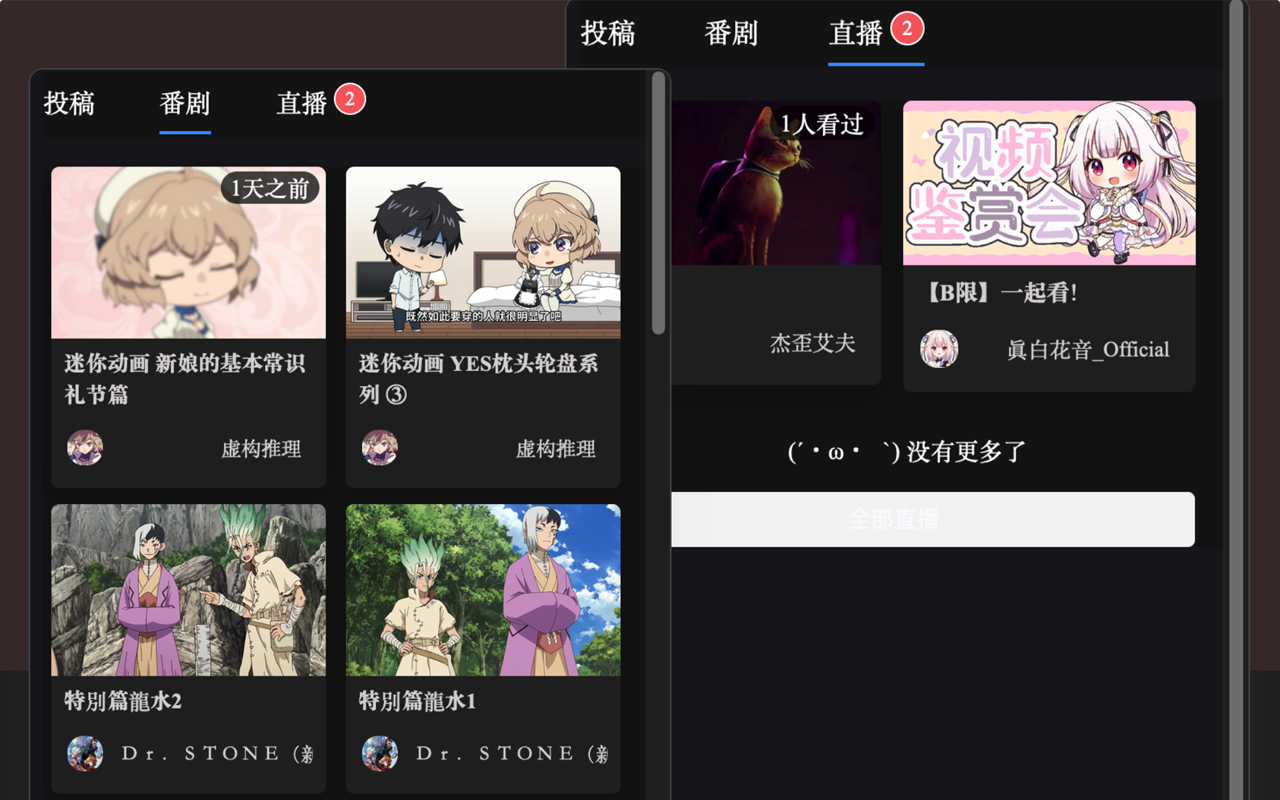 投稿
番剧
直播
2
1天之前
既然如此要穿的人就很明显了吧
迷你动画 新娘的基本常识
礼节篇
虚构推理
迷你动画 YES枕头轮盘系
列 ③
虚构推理
特別篇龍水2
Dr. STONE (新
特別篇龍水1
Dr. STONE (新
投稿
番剧
直播
2
1人看过
杰歪艾夫
视频
鉴赏会
【B限】一起看!
眞白花音_Official
(´・ω・ `) 没有更多了
全部直播